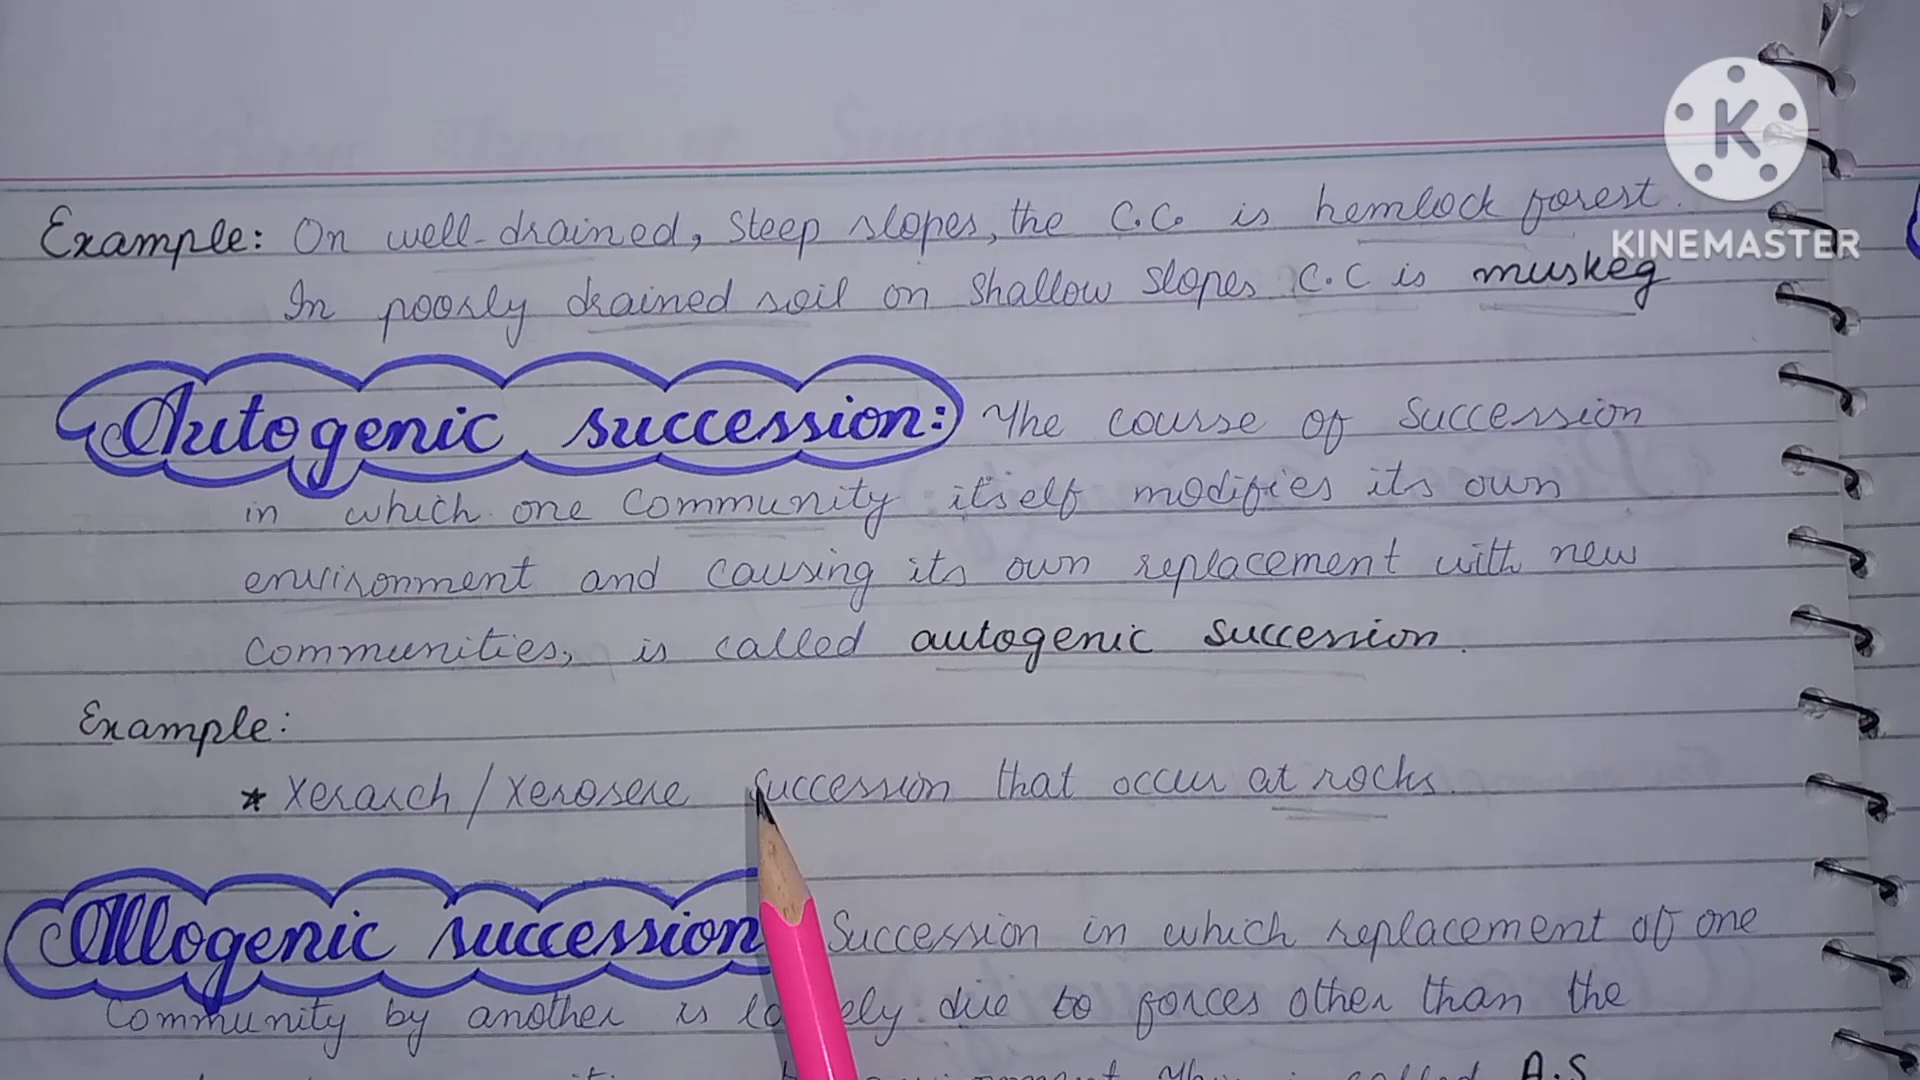 K
KINEMASTER
Example: On well-drained, steep slopes, the C.C. is hemlock forest.
In poorly drained soil on shallow slopes C.C is muskeg
Autogenic succession: The course of succession
in which one community itself modifies its own
environment and causing its own replacement with new
communities, is called autogenic succession.
Example:
* Xerarch/Xerosere succession that occur at rocks.
Allogenic succession Succession in which replacement of one
Community by another is due to forces other than the
called A.S